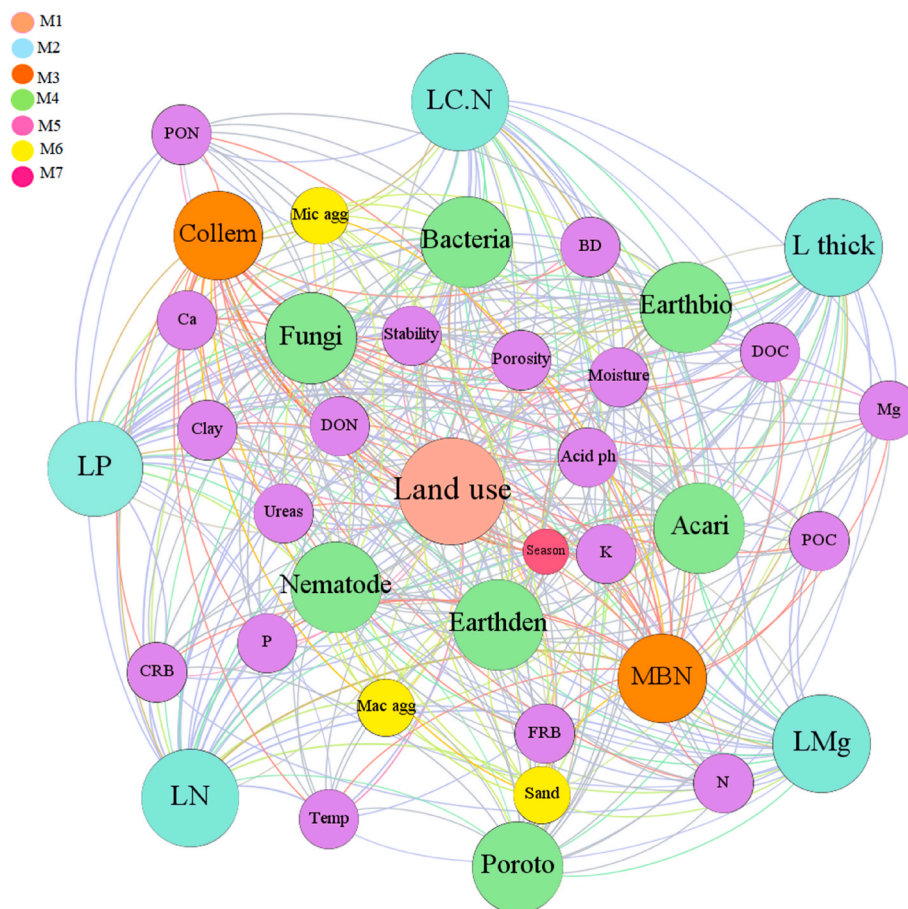 M1
M2
M3
M4
M5
M6
M7
LC.N
PON
Mic agg
Collem
Bacteria
BD
L thick
Earthbio
Ca
Fungi
Stability
Porosity
Moisture
DOC
Mg
Clay
DON
LP
Acid ph
Land use
Ureas
Acari
POC
Season
K
Nematode
Earthden
P
CRB
MBN
Mac agg
FRB
LMg
LN
Sand
N
Temp
Poroto